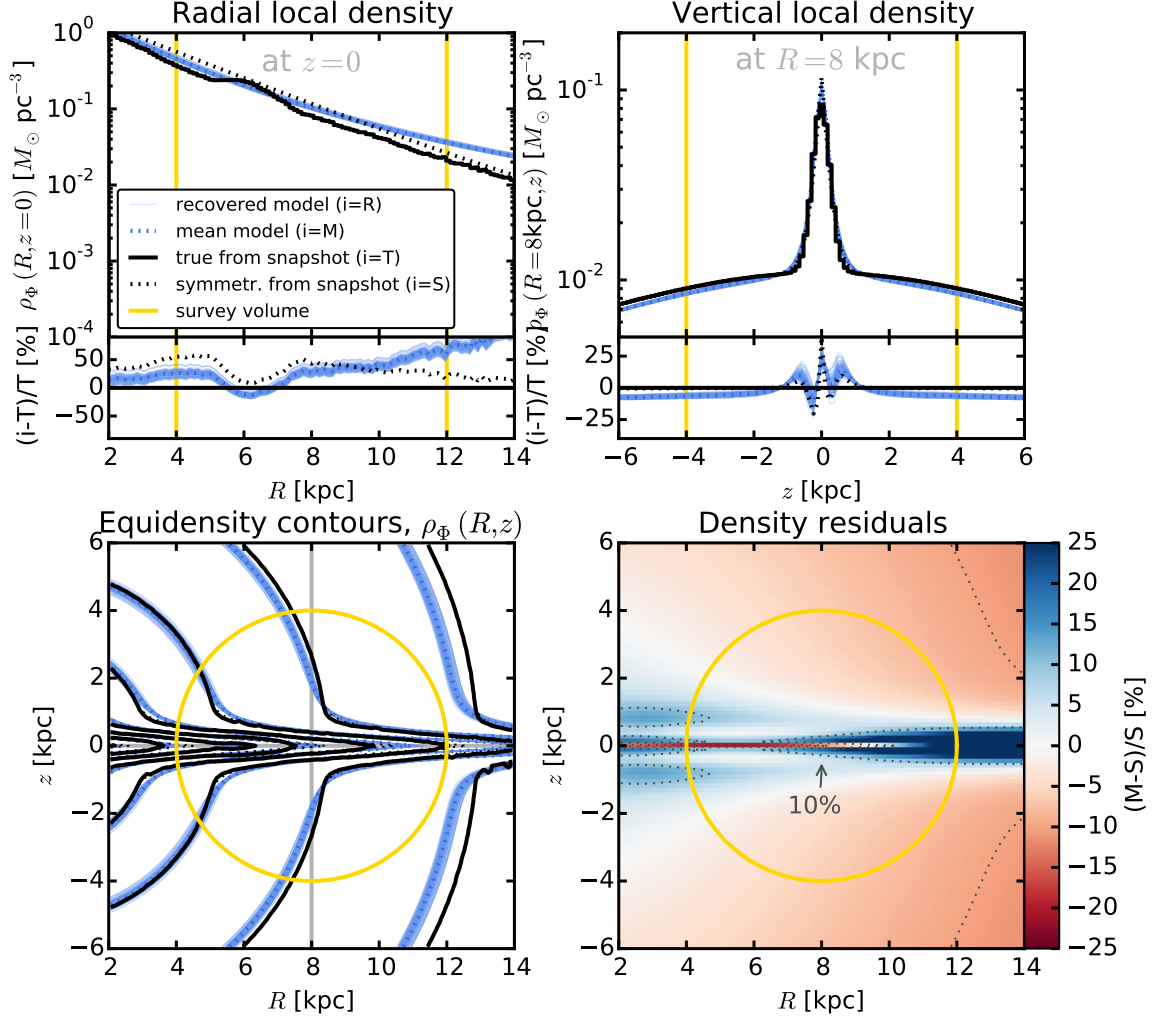 Radial local density
at z=0
10⁰
10⁻¹
10⁻²
10⁻³
10⁻⁴
ρ_Φ (R,z=0) [M_⊙ pc⁻³]
recovered model (i=R)
mean model (i=M)
true from snapshot (i=T)
symmetr. from snapshot (i=S)
survey volume
50
0
−50
(i-T)/T [%]
2 4 6 8 10 12 14
R [kpc]
Vertical local density
at R=8 kpc
10⁻¹
10⁻²
ρ_Φ (R=8kpc,z) [M_⊙ pc⁻³]
25
0
−25
(i-T)/T [%]
−6 −4 −2 0 2 4 6
z [kpc]
Equidensity contours, ρ_Φ (R,z)
6
4
2
0
−2
−4
−6
z [kpc]
2 4 6 8 10 12 14
R [kpc]
Density residuals
6
4
2
0
−2
−4
−6
z [kpc]
10%
2 4 6 8 10 12 14
R [kpc]
25
20
15
10
5
0
−5
−10
−15
−20
−25
(M-S)/S [%]